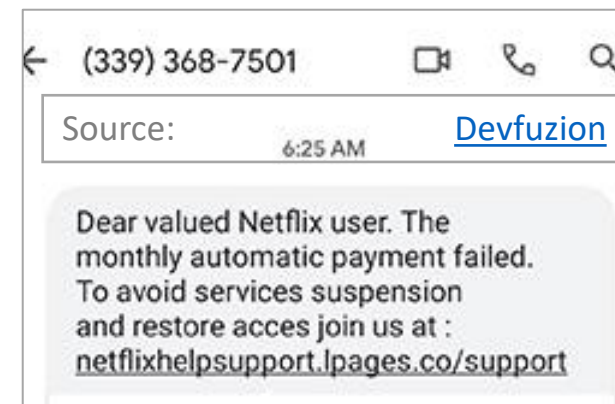 (339) 368-7501
Source: Devfuzion
6:25 AM
Dear valued Netflix user. The
monthly automatic payment failed.
To avoid services suspension
and restore acces join us at :
netflixhelpsupport.lpages.co/support